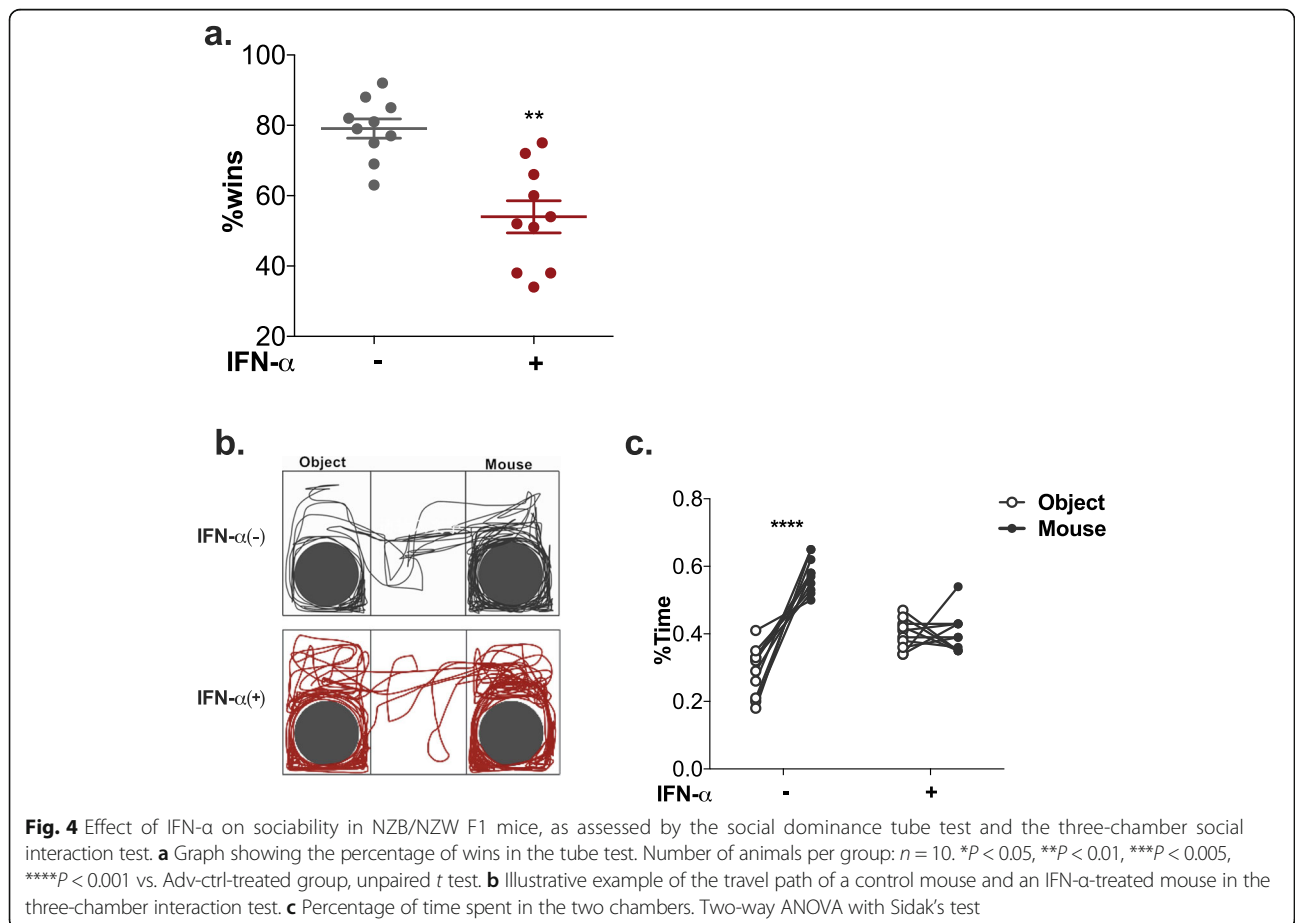 a.
100
80
60
40
20
%wins
**
IFN-α - +
b.
Object Mouse
IFN-α(-)
IFN-α(+)
c.
0.8
0.6
0.4
0.2
0.0
%Time
****
Object
Mouse
IFN-α - +
Fig. 4 Effect of IFN-α on sociability in NZB/NZW F1 mice, as assessed by the social dominance tube test and the three-chamber social
interaction test. a Graph showing the percentage of wins in the tube test. Number of animals per group: n = 10. *P < 0.05, **P < 0.01, ***P < 0.005,
****P < 0.001 vs. Adv-ctrl-treated group, unpaired t test. b Illustrative example of the travel path of a control mouse and an IFN-α-treated mouse in the
three-chamber interaction test. c Percentage of time spent in the two chambers. Two-way ANOVA with Sidak's test